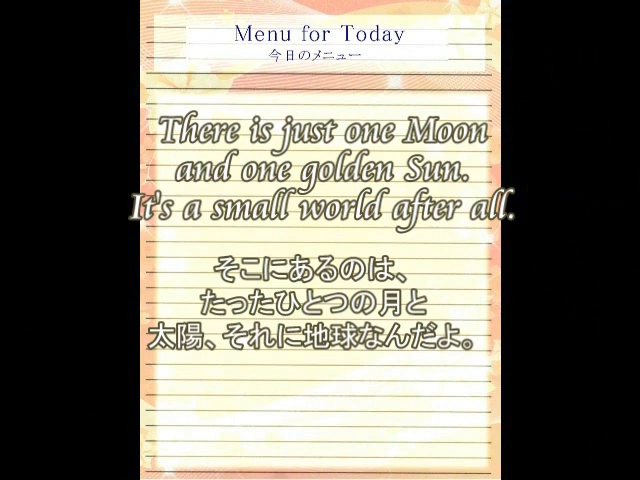 Menu for Today
今日のメニュー
There is just one Moon
and one golden Sun.
It's a small world after all.
そこにあるのは、
たったひとつの月と
太陽、それに地球なんだよ。